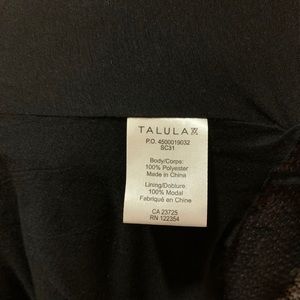 TALULA
P.O. 4500019032
SC31
Body/Corps:
100% Polyester
Made in China
Lining/Doublure:
100% Modal
Fabriqué en Chine
CA 23725
RN 122354